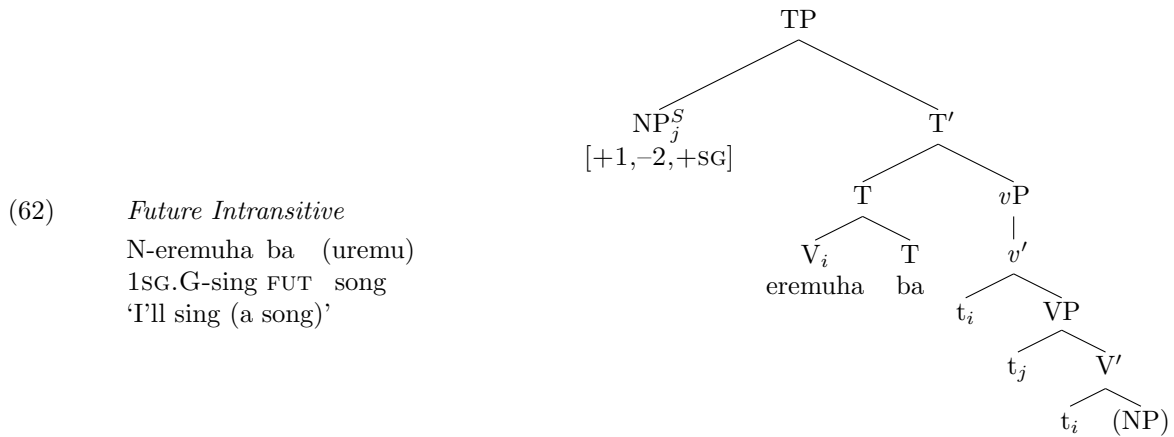 TP
NP^S_j
[+1,–2,+SG]
T′
T
vP
V_i
eremuha
T
ba
v′
t_i
VP
t_j
V′
t_i
(NP)
(62) Future Intransitive
N-eremuha ba (uremu)
1SG.G-sing FUT song
‘I'll sing (a song)’